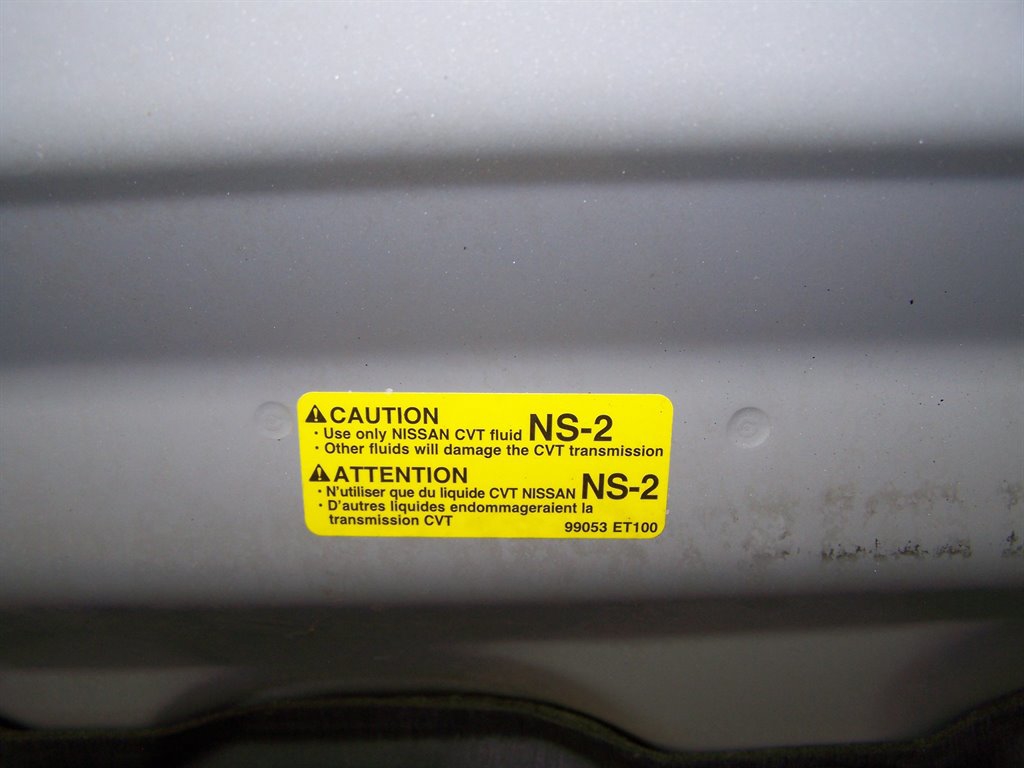 CAUTION
· Use only NISSAN CVT fluid NS-2
· Other fluids will damage the CVT transmission
ATTENTION
· N'utiliser que du liquide CVT NISSAN NS-2
· D'autres liquides endommageraient la
transmission CVT
99053 ET100